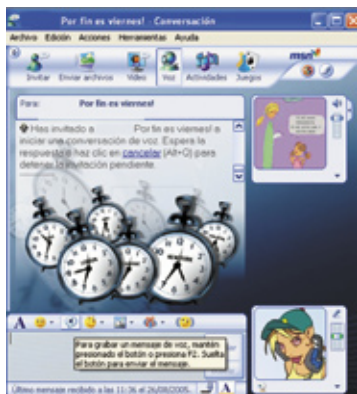 Por fin es viernes! - Conversación
Archivo Edición Acciones Herramientas Ayuda
msn
Invitar Enviar archivos Video Voz Actividades Juegos
Para: Por fin es viernes!
Has invitado a Por fin es viernes! a
iniciar una conversación de voz. Espera la
respuesta o haz clic en cancelar (Alt+Q) para
detener la invitación pendiente.
Para grabar un mensaje de voz, mantén
presionado el botón o presiona F2. Suelta
el botón para enviar el mensaje.
Último mensaje recibido a las 11:36 el 26/08/2005.